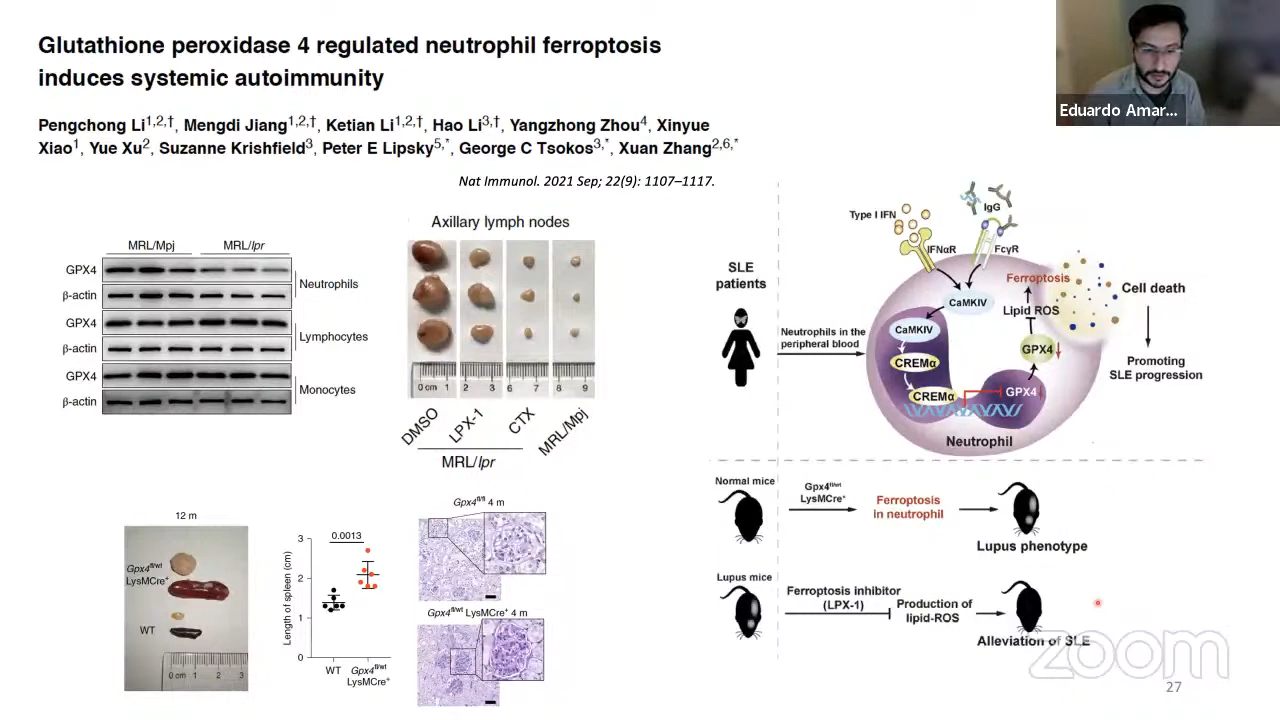 Glutathione peroxidase 4 regulated neutrophil ferroptosis
induces systemic autoimmunity
Pengchong Li1,2,†, Mengdi Jiang1,2,†, Ketian Li1,2,†, Hao Li3,†, Yangzhong Zhou4, Xinyue
Xiao1, Yue Xu2, Suzanne Krishfield3, Peter E Lipsky5,*, George C Tsokos3,*, Xuan Zhang2,6,*
Nat Immunol. 2021 Sep; 22(9): 1107–1117.
Eduardo Amar...
MRL/Mpj MRL/lpr
GPX4
β-actin
Neutrophils
GPX4
β-actin
Lymphocytes
GPX4
β-actin
Monocytes
Axillary lymph nodes
0 cm 1 2 3 6 7 8 9
DMSO
LPX-1
CTX
MRL/Mpj
MRL/lpr
12 m
Gpx4fl/wt
LysMCre+
WT
0 cm 1 2 3
Length of spleen (cm)
3
2
1
0
0.0013
WT Gpx4fl/wt
LysMCre+
Gpx4fl/fl 4 m
Gpx4fl/wt LysMCre+ 4 m
SLE
patients
Neutrophils in the
peripheral blood
Type I IFN
IgG
IFNαR
FcγR
Ferroptosis
CaMKIV
Lipid ROS
CaMKIV
GPX4
CREMα
CREMα
GPX4
Neutrophil
Cell death
Promoting
SLE progression
Normal mice
Gpx4fl/wt
LysMCre+
Ferroptosis
in neutrophil
Lupus phenotype
Lupus mice
Ferroptosis inhibitor
(LPX-1)
Production of
lipid-ROS
Alleviation of SLE
zoom
27